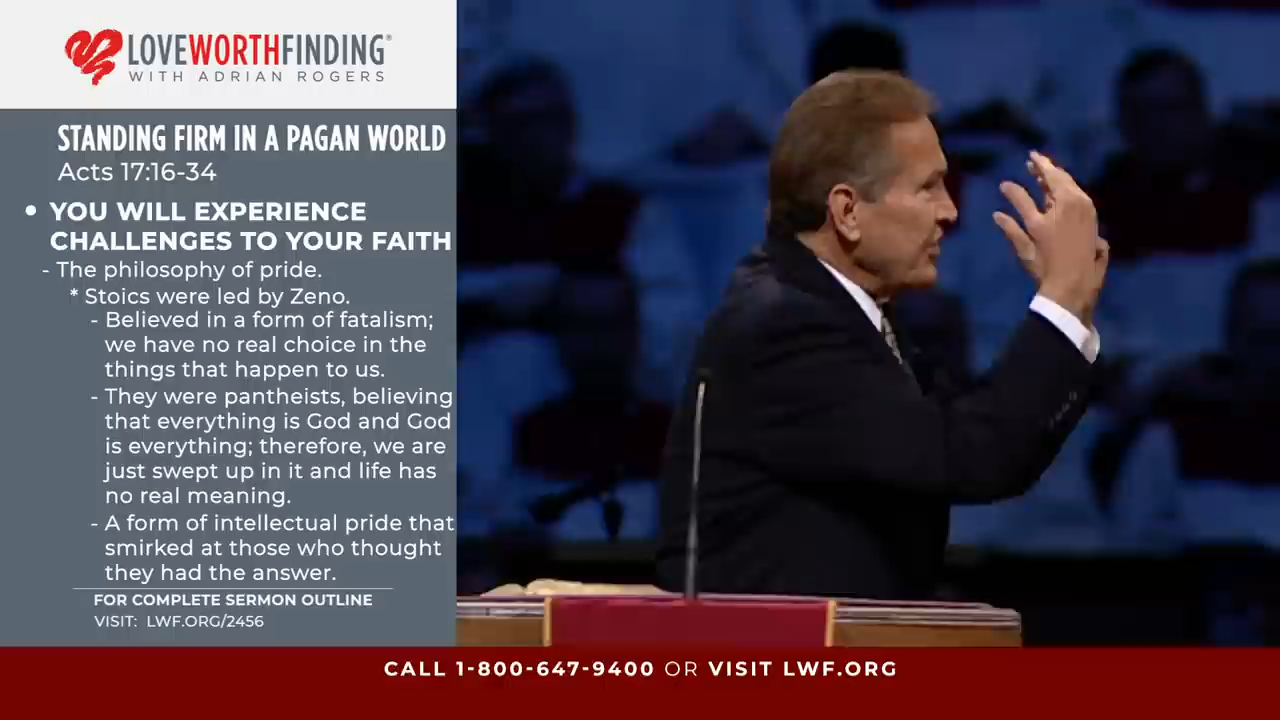 LOVEWORTHFINDING®
WITH ADRIAN ROGERS
STANDING FIRM IN A PAGAN WORLD
Acts 17:16-34
• YOU WILL EXPERIENCE
CHALLENGES TO YOUR FAITH
- The philosophy of pride.
* Stoics were led by Zeno.
- Believed in a form of fatalism;
we have no real choice in the
things that happen to us.
- They were pantheists, believing
that everything is God and God
is everything; therefore, we are
just swept up in it and life has
no real meaning.
- A form of intellectual pride that
smirked at those who thought
they had the answer.
FOR COMPLETE SERMON OUTLINE
VISIT: LWF.ORG/2456
CALL 1-800-647-9400 OR VISIT LWF.ORG